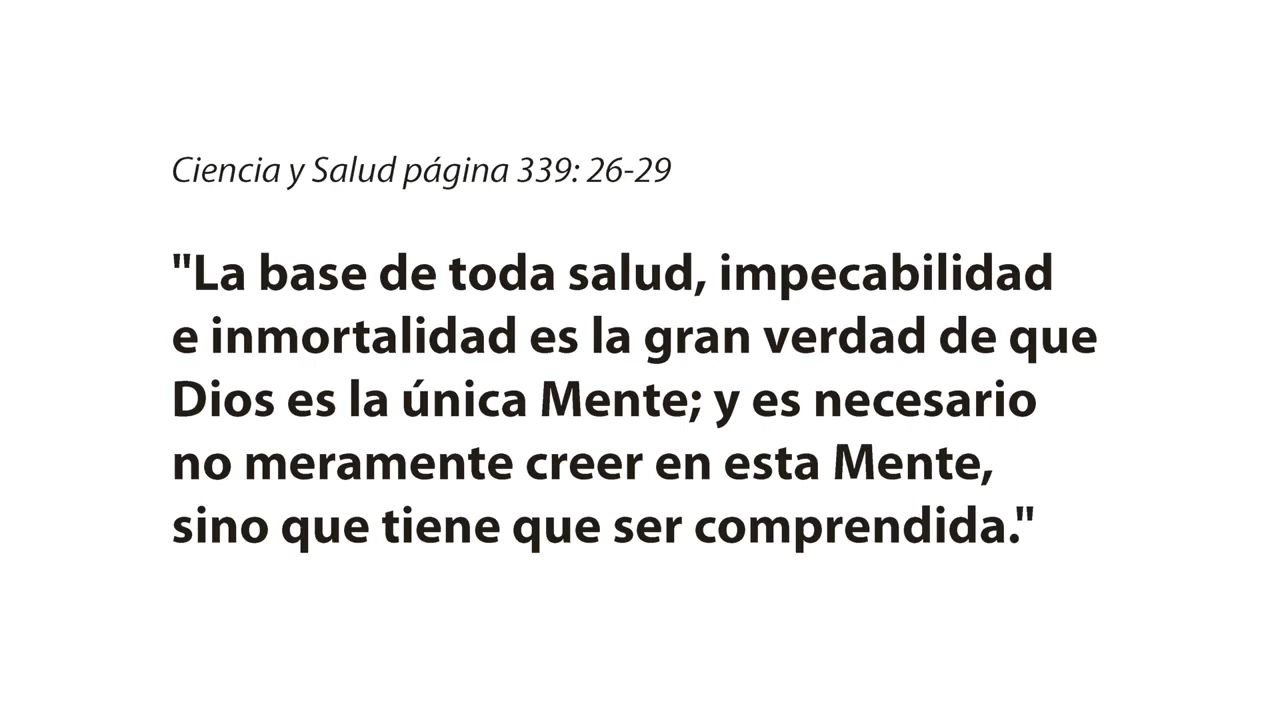 Ciencia y Salud página 339: 26-29
"La base de toda salud, impecabilidad
e inmortalidad es la gran verdad de que
Dios es la única Mente; y es necesario
no meramente creer en esta Mente,
sino que tiene que ser comprendida."